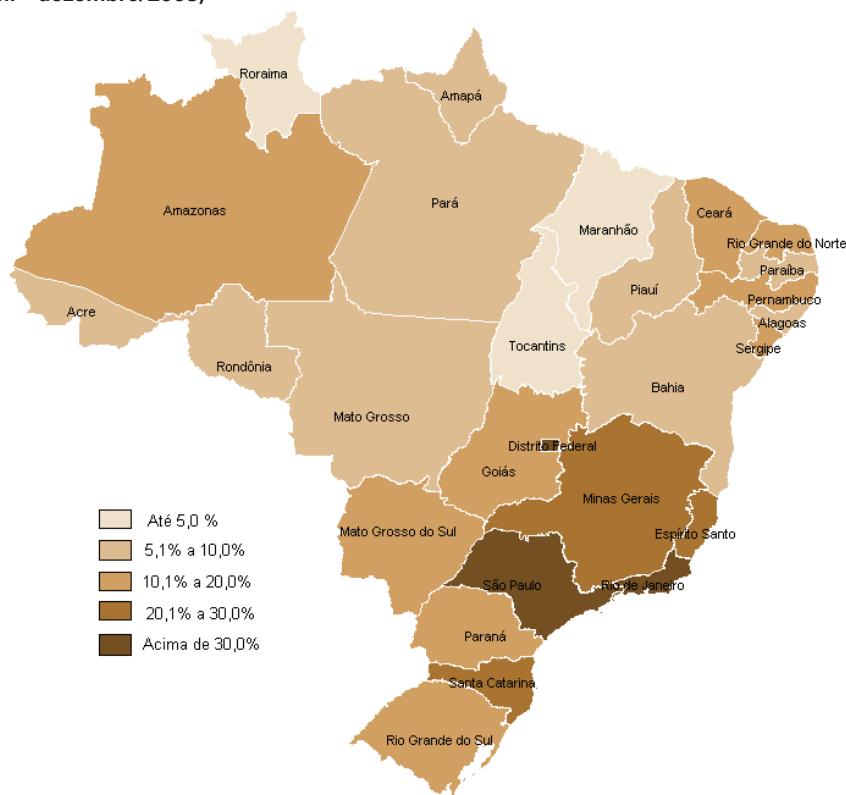 Roraima
Amapá
Amazonas
Pará
Maranhão
Ceará
Rio Grande do Norte
Paraíba
Piauí
Pernambuco
Acre
Alagoas
Sergipe
Tocantins
Rondônia
Bahia
Mato Grosso
Distrito Federal
Goiás
Minas Gerais
Até 5,0 %
Mato Grosso do Sul
Espírito Santo
5,1% a 10,0%
10,1% a 20,0%
São Paulo
Rio de Janeiro
20,1% a 30,0%
Paraná
Acima de 30,0%
Santa Catarina
Rio Grande do Sul